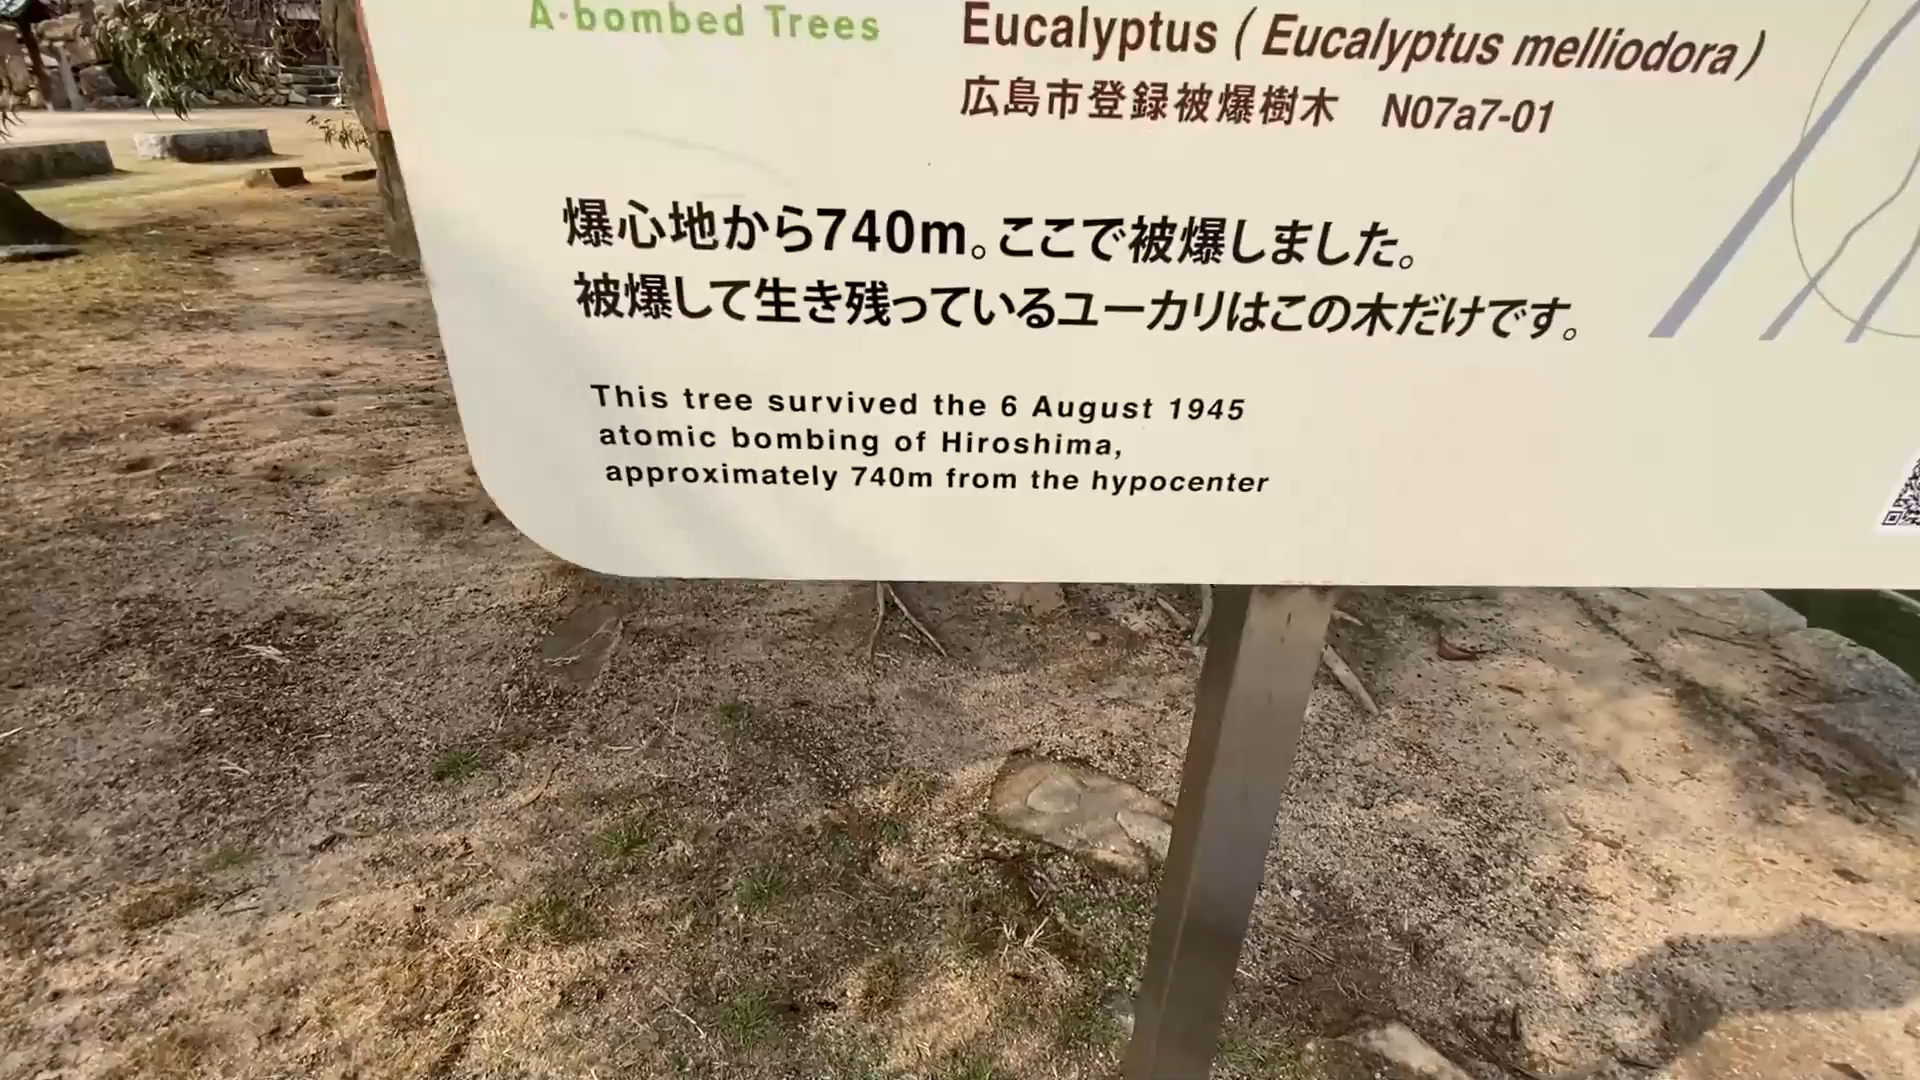 A-bombed Trees
Eucalyptus ( Eucalyptus melliodora )
広島市登録被爆樹木 N07a7-01
爆心地から740m。ここで被爆しました。
被爆して生き残っているユーカリはこの木だけです。
This tree survived the 6 August 1945
atomic bombing of Hiroshima,
approximately 740m from the hypocenter